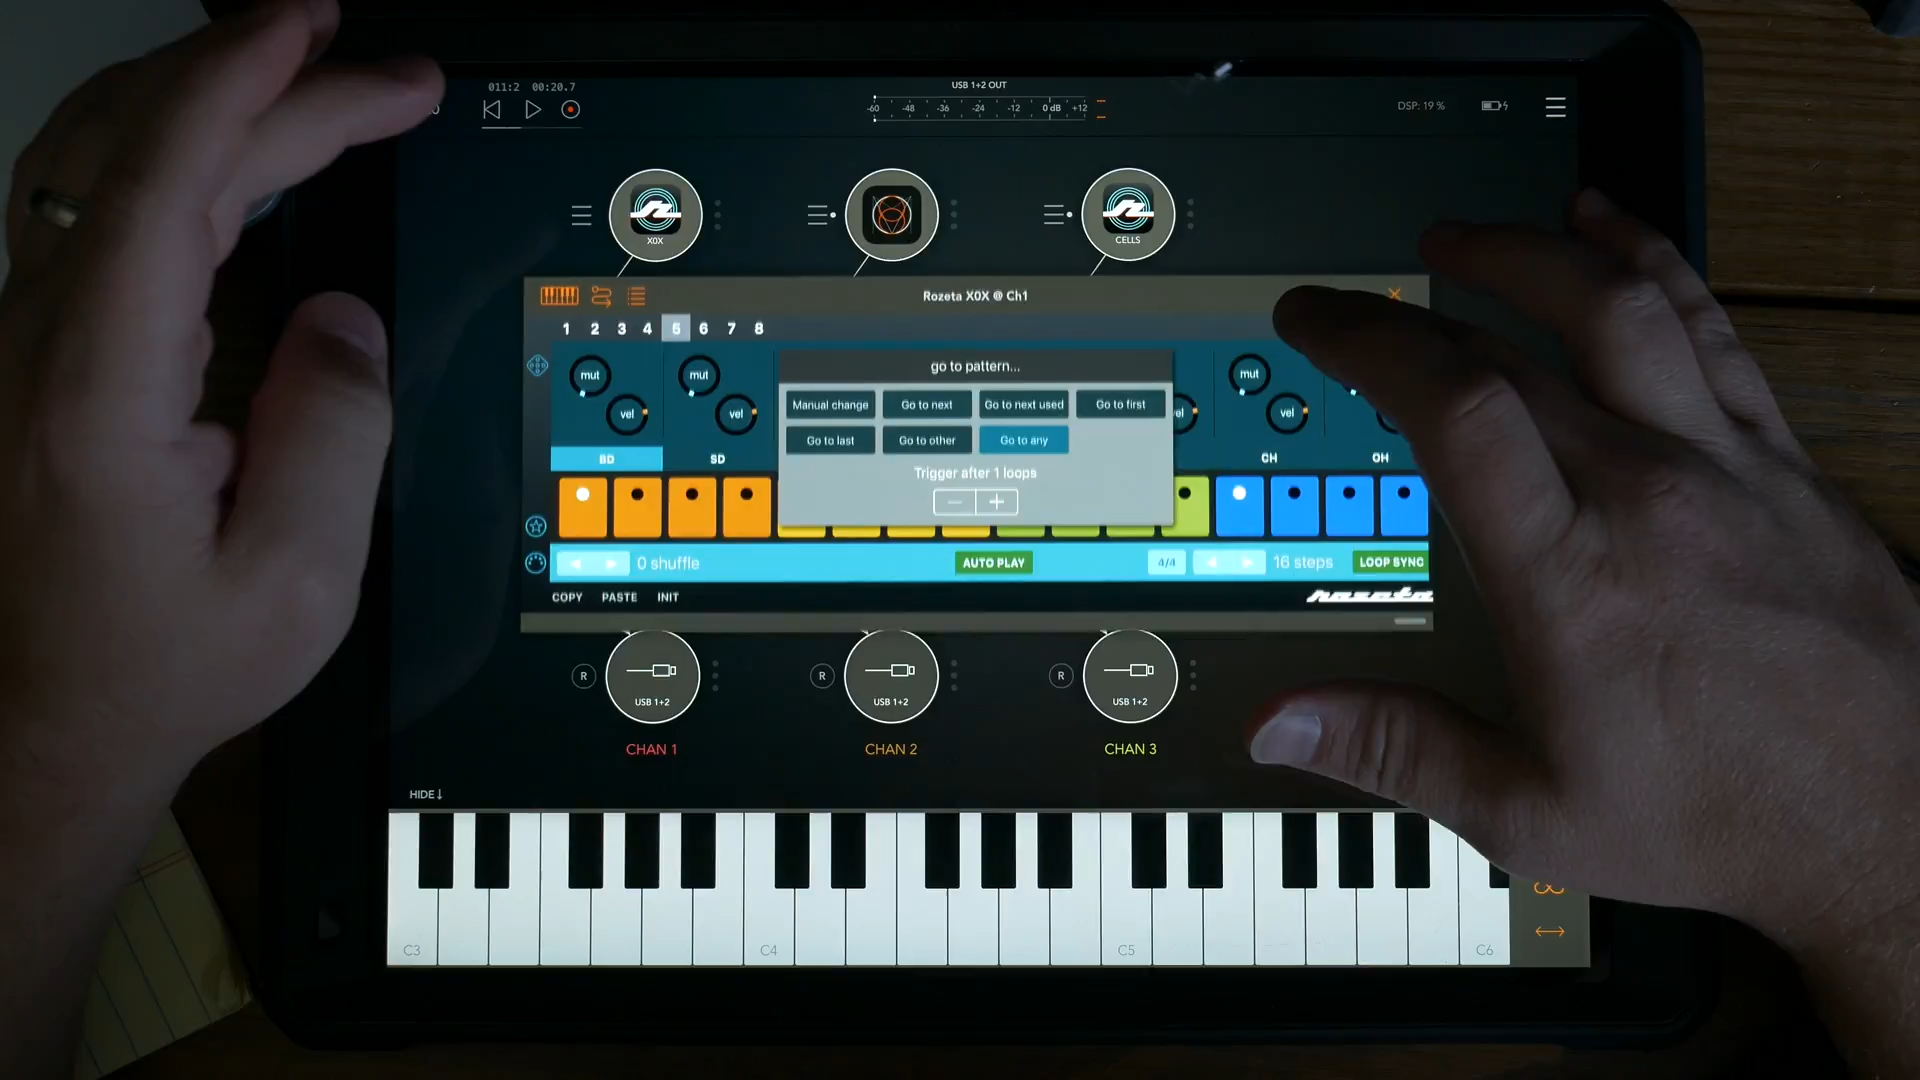 011:2 00:20.7
USB 1+2 OUT
-60 -48 -36 -24 -12 0 dB +12
DSP: 19 %
X0X
CELLS
Rozeta X0X @ Ch1
1 2 3 4 5 6 7 8
go to pattern...
mut
mut
mut
Manual change Go to next Go to next used Go to first
vel
vel
vel
Go to last Go to other Go to any
BD SD CH OH
Trigger after 1 loops
− +
0 shuffle AUTO PLAY 4/4 16 steps LOOP SYNC
COPY PASTE INIT
rozeta
R R R
USB 1+2 USB 1+2 USB 1+2
CHAN 1 CHAN 2 CHAN 3
HIDE↓
C3 C4 C5 C6